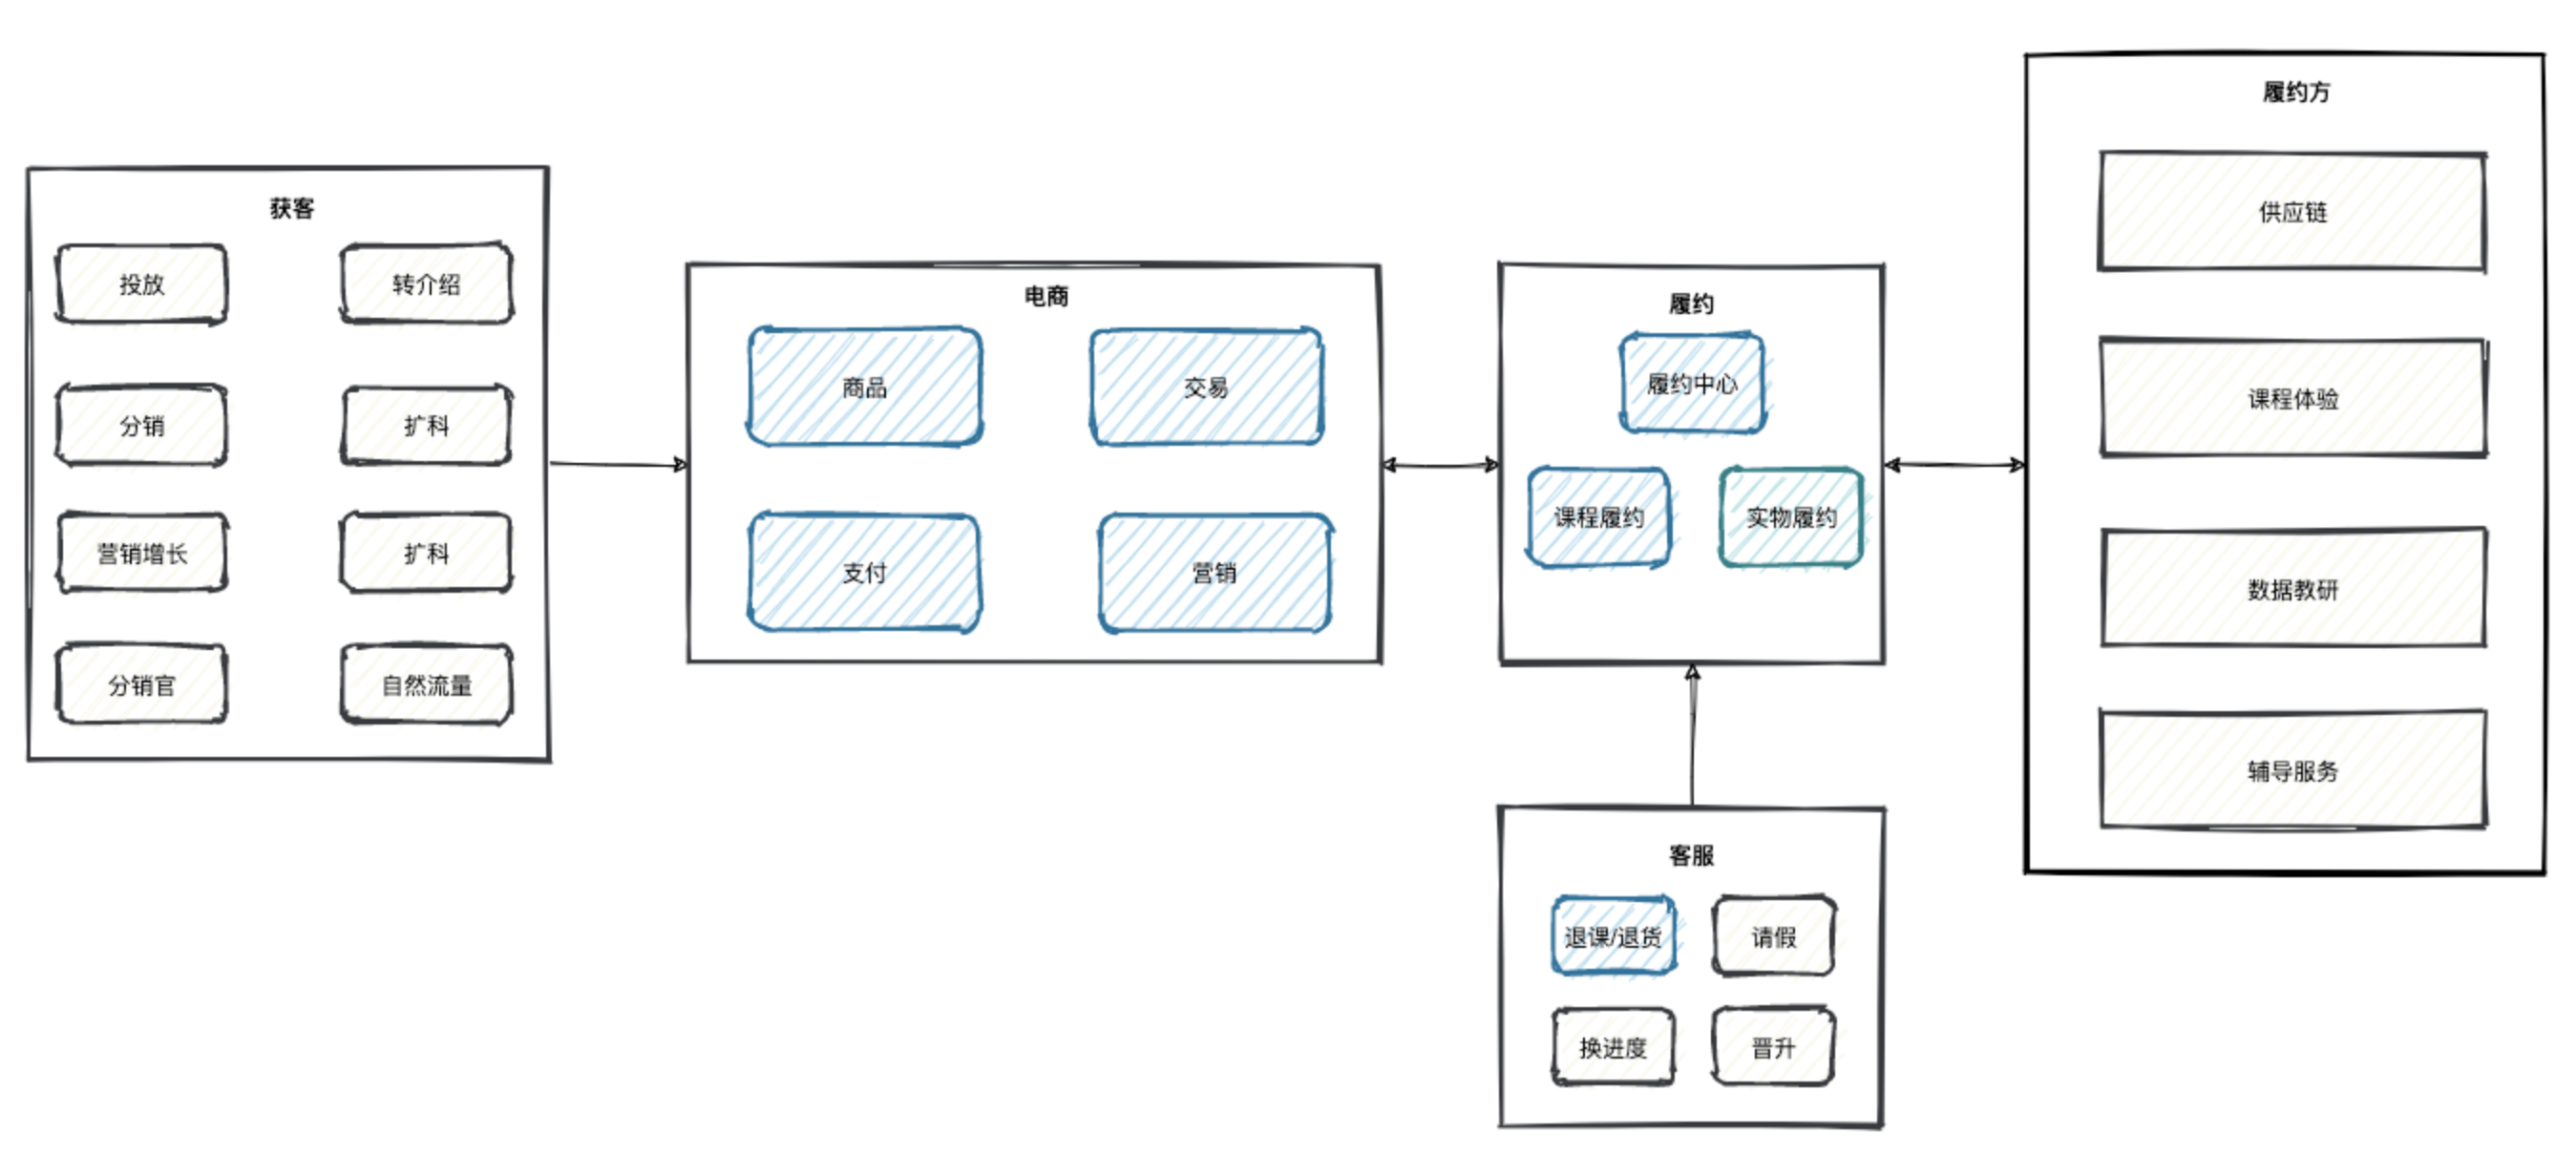 获客
投放
转介绍
分销
扩科
营销增长
扩科
分销官
自然流量
电商
商品
交易
支付
营销
履约
履约中心
课程履约
实物履约
客服
退课/退货
请假
换进度
晋升
履约方
供应链
课程体验
数据教研
辅导服务